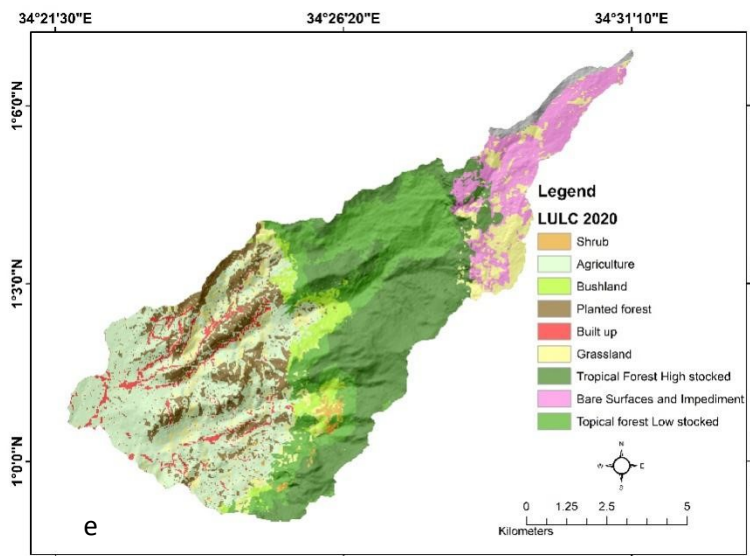 34°21'30"E 34°26'20"E 34°31'10"E
1°6'0"N
1°3'0"N
1°0'0"N
Legend
LULC 2020
Shrub
Agriculture
Bushland
Planted forest
Built up
Grassland
Tropical Forest High stocked
Bare Surfaces and Impediment
Topical forest Low stocked
N
W E
S
0 1.25 2.5 5
Kilometers
e